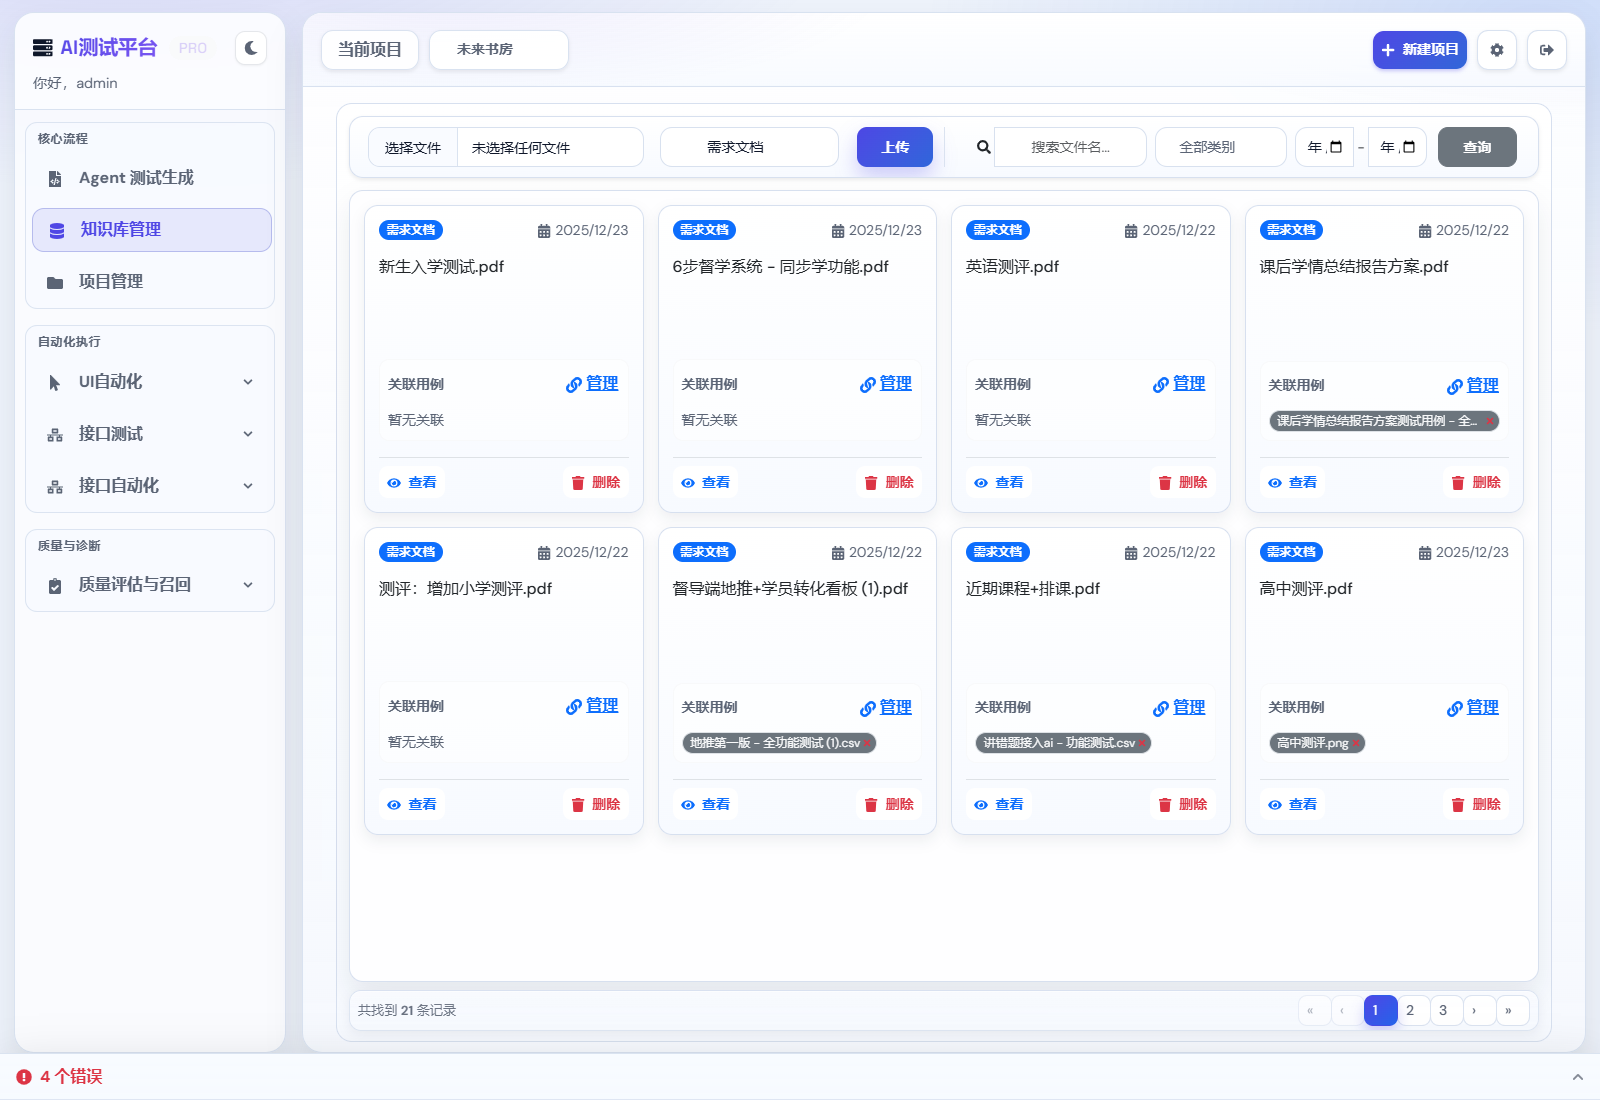 AI测试平台 PRO
你好，admin
核心流程
Agent 测试生成
知识库管理
项目管理
自动化执行
UI自动化
接口测试
接口自动化
质量与诊断
质量评估与召回
当前项目 未来书房 新建项目
选择文件 未选择任何文件 需求文档 上传 搜索文件名... 全部类别 年 - 年 查询
需求文档 2025/12/23
新生入学测试.pdf
关联用例 管理
暂无关联
查看 删除
需求文档 2025/12/23
6步督学系统 - 同步学功能.pdf
关联用例 管理
暂无关联
查看 删除
需求文档 2025/12/22
英语测评.pdf
关联用例 管理
暂无关联
查看 删除
需求文档 2025/12/22
课后学情总结报告方案.pdf
关联用例 管理
课后学情总结报告方案测试用例 - 全... ×
查看 删除
需求文档 2025/12/22
测评：增加小学测评.pdf
关联用例 管理
暂无关联
查看 删除
需求文档 2025/12/22
督导端地推+学员转化看板 (1).pdf
关联用例 管理
地推第一版 - 全功能测试 (1).csv ×
查看 删除
需求文档 2025/12/22
近期课程+排课.pdf
关联用例 管理
讲错题接入ai - 功能测试.csv ×
查看 删除
需求文档 2025/12/23
高中测评.pdf
关联用例 管理
高中测评.png ×
查看 删除
共找到 21 条记录
« ‹ 1 2 3 › »
4 个错误